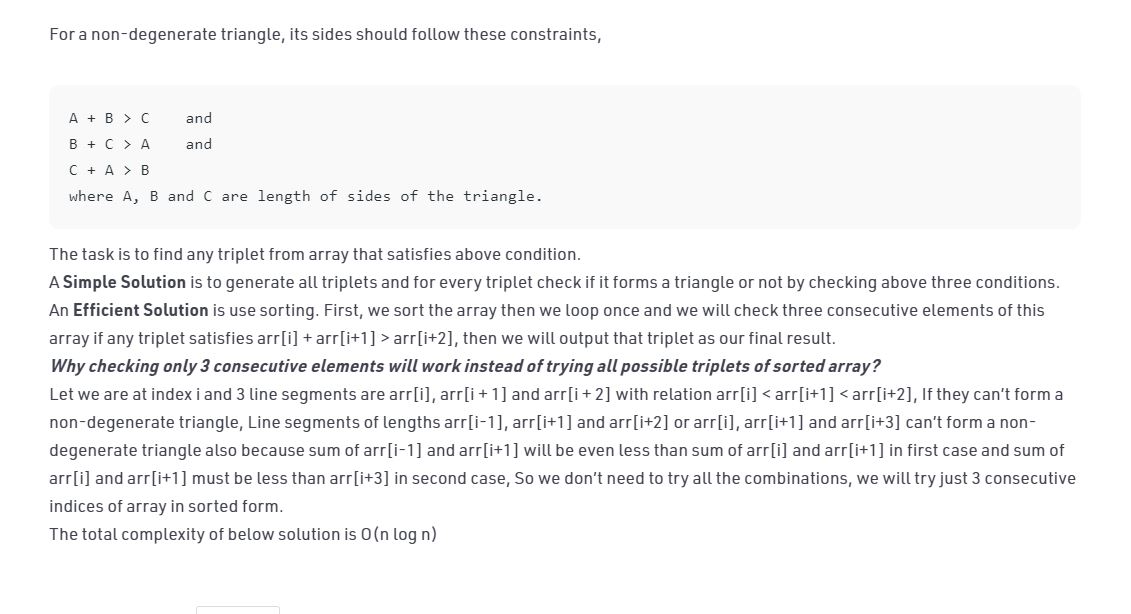 For a non-degenerate triangle, its sides should follow these constraints,
A + B > C    and
B + C > A    and
C + A > B
where A, B and C are length of sides of the triangle.
The task is to find any triplet from array that satisfies above condition.
A Simple Solution is to generate all triplets and for every triplet check if it forms a triangle or not by checking above three conditions.
An Efficient Solution is use sorting. First, we sort the array then we loop once and we will check three consecutive elements of this
array if any triplet satisfies arr[i] + arr[i+1] > arr[i+2], then we will output that triplet as our final result.
Why checking only 3 consecutive elements will work instead of trying all possible triplets of sorted array?
Let we are at index i and 3 line segments are arr[i], arr[i + 1] and arr[i + 2] with relation arr[i] < arr[i+1] < arr[i+2], If they can't form a
non-degenerate triangle, Line segments of lengths arr[i-1], arr[i+1] and arr[i+2] or arr[i], arr[i+1] and arr[i+3] can't form a non-
degenerate triangle also because sum of arr[i-1] and arr[i+1] will be even less than sum of arr[i] and arr[i+1] in first case and sum of
arr[i] and arr[i+1] must be less than arr[i+3] in second case, So we don't need to try all the combinations, we will try just 3 consecutive
indices of array in sorted form.
The total complexity of below solution is O(n log n)